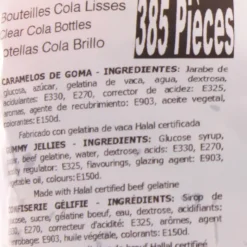 Bouteilles Cola Lisses
Clear Cola Bottles
Botellas Cola Brillo
385 Pièces
CARAMELOS DE GOMA - INGREDIENTES: Jarabe de
glucosa, azúcar, gelatina de vaca, agua, dextrosa,
acidulantes: E330, E270, corrector de acidez: E325,
aromas, agente de recubrimiento: E903, aceite vegetal,
colorantes: E150d.
Fabricado con gelatina de vaca Halal certificada
GUMMY JELLIES - INGREDIENTS: Glucose syrup,
beef gelatine, water, dextrose, acids: E330, E270,
regulator: E325, flavourings, glazing agent: E903,
oil, colours: E150d.
Made with Halal certified beef gelatine
CONFISERIE GÉLIFIÉ - INGRÉDIENTS: Sirop de
glucose, sucre, gélatine boeuf, eau, dextrose, acidifiants:
E330, E270, correcteur d'acidité: E325, arômes, agent
enrobage: E903, huile végétale, colorants: E150d.